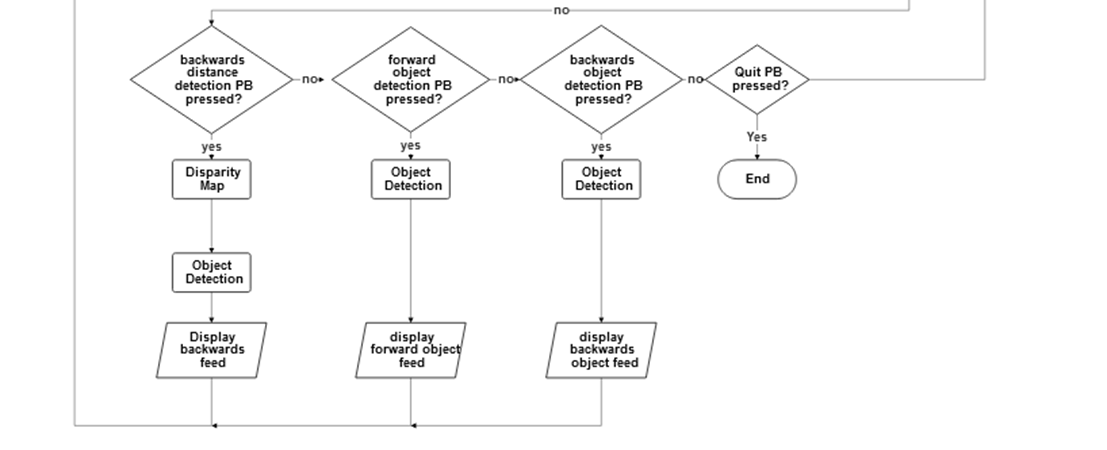 no
backwards
distance
detection PB
pressed?
no
forward
object
detection PB
pressed?
no
backwards
object
detection PB
pressed?
no
Quit PB
pressed?
yes
yes
yes
Yes
Disparity
Map
Object
Detection
Object
Detection
End
Object
Detection
Display
backwards
feed
display
forward object
feed
display
backwards
object feed